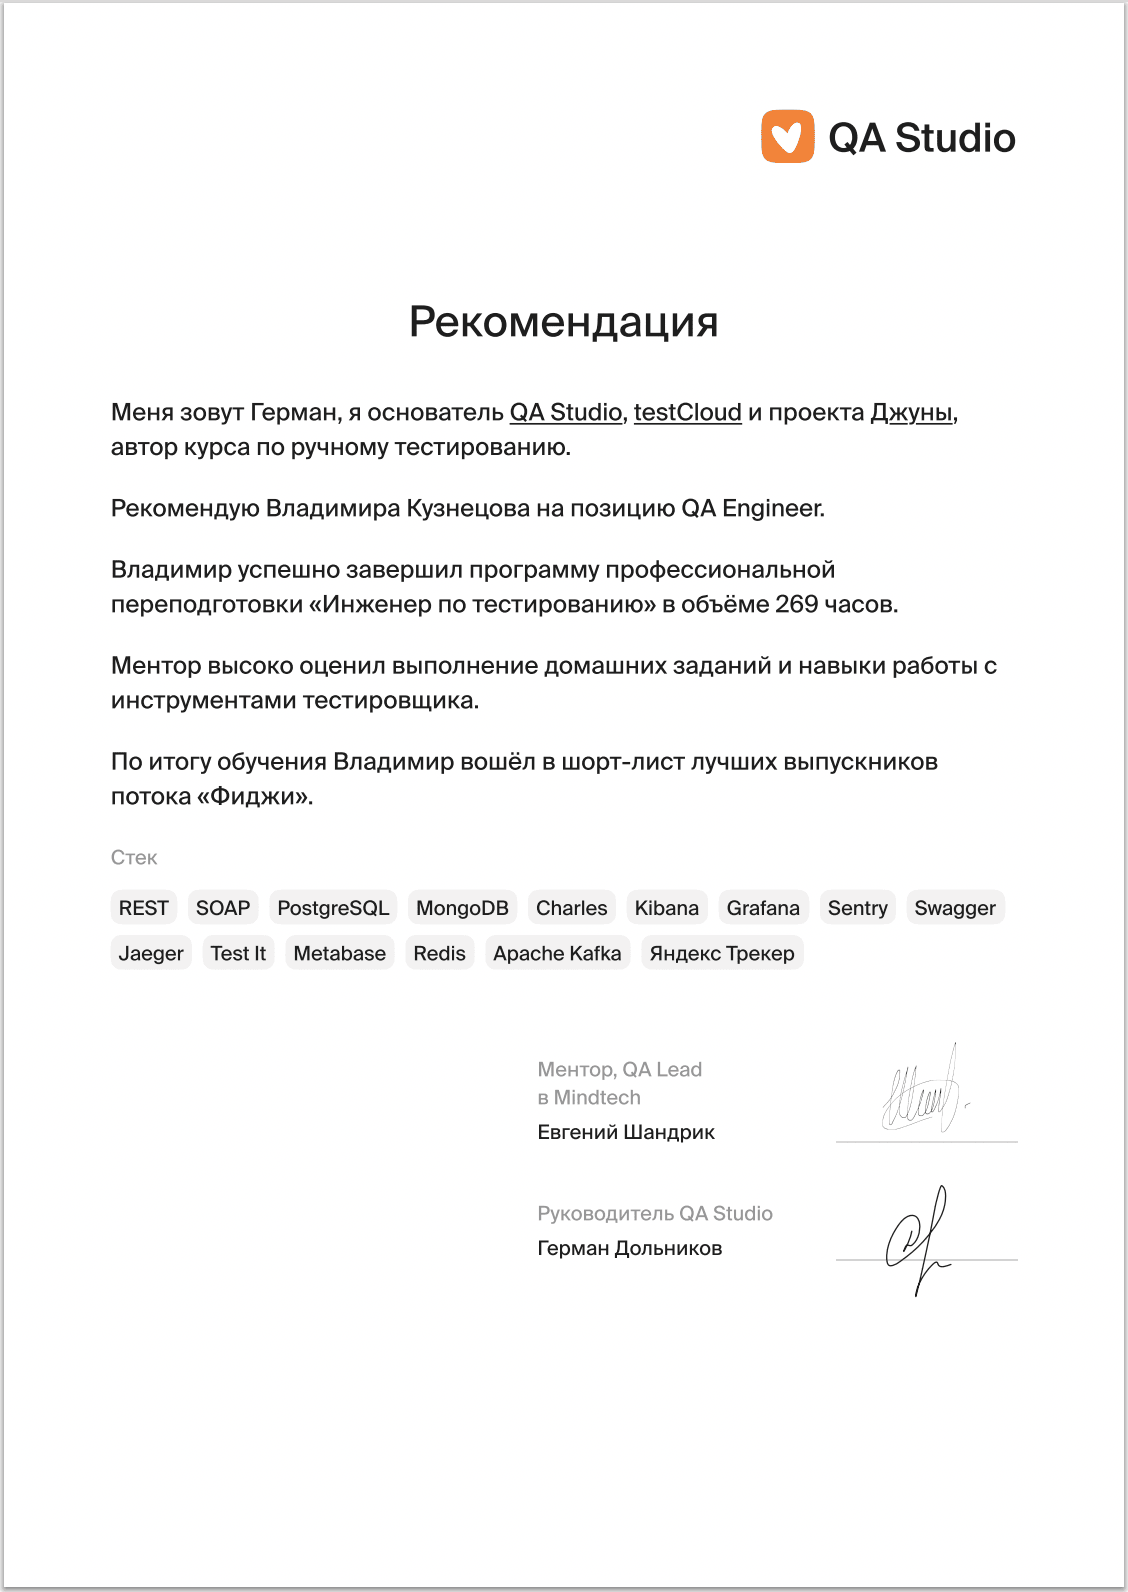 QA Studio
Рекомендация
Меня зовут Герман, я основатель QA Studio, testCloud и проекта Джуны,
автор курса по ручному тестированию.
Рекомендую Владимира Кузнецова на позицию QA Engineer.
Владимир успешно завершил программу профессиональной
переподготовки «Инженер по тестированию» в объёме 269 часов.
Ментор высоко оценил выполнение домашних заданий и навыки работы с
инструментами тестировщика.
По итогу обучения Владимир вошёл в шорт-лист лучших выпускников
потока «Фиджи».
Стек
REST SOAP PostgreSQL MongoDB Charles Kibana Grafana Sentry Swagger
Jaeger Test It Metabase Redis Apache Kafka Яндекс Трекер
Ментор, QA Lead
в Mindtech
Евгений Шандрик
Руководитель QA Studio
Герман Дольников